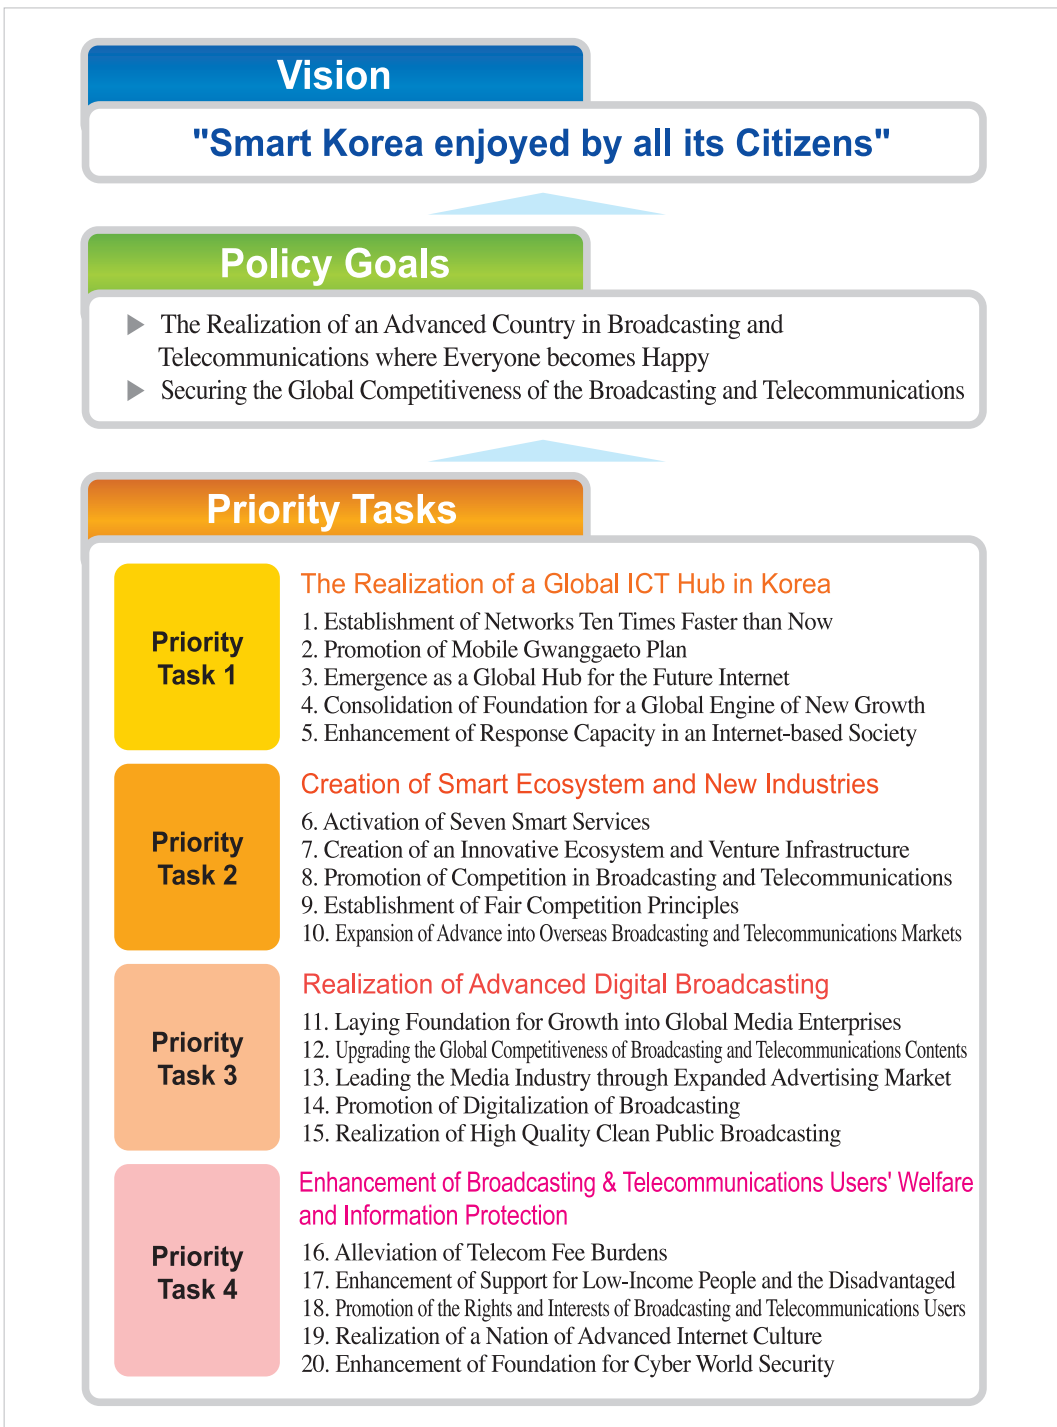 Vision
"Smart Korea enjoyed by all its Citizens"
Policy Goals
▶ The Realization of an Advanced Country in Broadcasting and
Telecommunications where Everyone becomes Happy
▶ Securing the Global Competitiveness of the Broadcasting and Telecommunications
Priority Tasks
Priority
Task 1
The Realization of a Global ICT Hub in Korea
1. Establishment of Networks Ten Times Faster than Now
2. Promotion of Mobile Gwanggaeto Plan
3. Emergence as a Global Hub for the Future Internet
4. Consolidation of Foundation for a Global Engine of New Growth
5. Enhancement of Response Capacity in an Internet-based Society
Priority
Task 2
Creation of Smart Ecosystem and New Industries
6. Activation of Seven Smart Services
7. Creation of an Innovative Ecosystem and Venture Infrastructure
8. Promotion of Competition in Broadcasting and Telecommunications
9. Establishment of Fair Competition Principles
10. Expansion of Advance into Overseas Broadcasting and Telecommunications Markets
Priority
Task 3
Realization of Advanced Digital Broadcasting
11. Laying Foundation for Growth into Global Media Enterprises
12. Upgrading the Global Competitiveness of Broadcasting and Telecommunications Contents
13. Leading the Media Industry through Expanded Advertising Market
14. Promotion of Digitalization of Broadcasting
15. Realization of High Quality Clean Public Broadcasting
Priority
Task 4
Enhancement of Broadcasting & Telecommunications Users' Welfare
and Information Protection
16. Alleviation of Telecom Fee Burdens
17. Enhancement of Support for Low-Income People and the Disadvantaged
18. Promotion of the Rights and Interests of Broadcasting and Telecommunications Users
19. Realization of a Nation of Advanced Internet Culture
20. Enhancement of Foundation for Cyber World Security